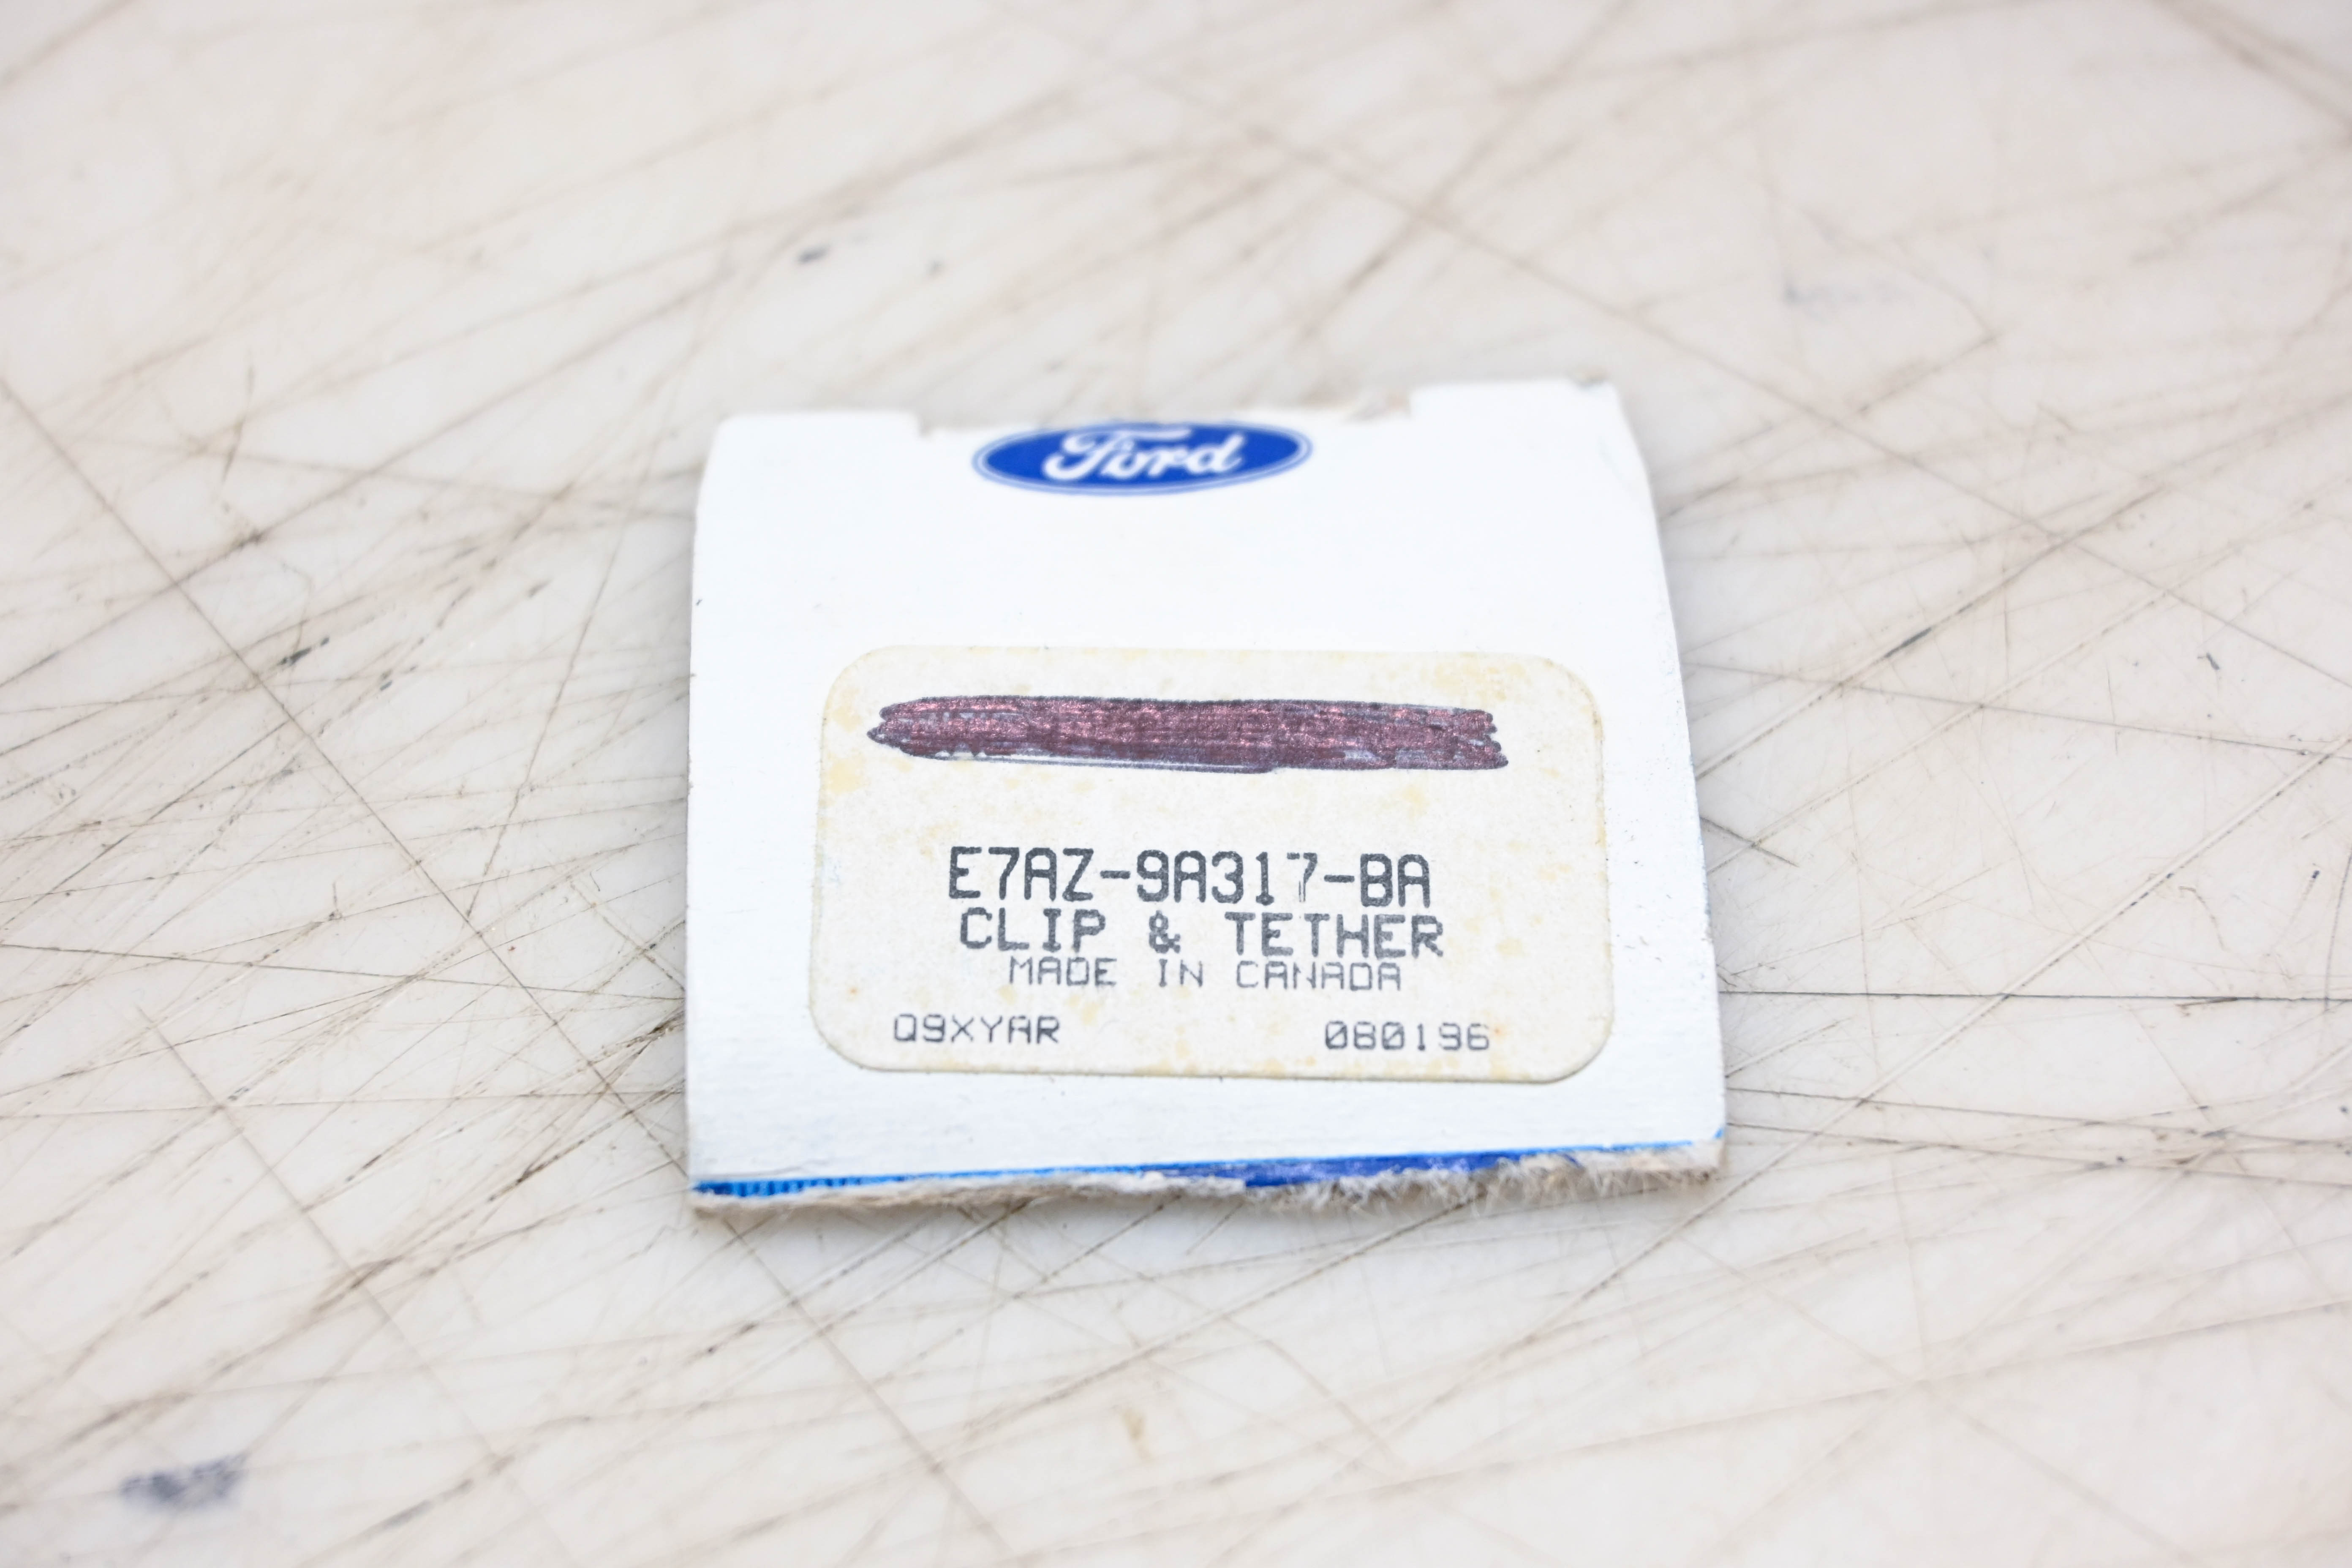 Ford
E7AZ-9A317-BA
CLIP & TETHER
MADE IN CANADA
Q9XYAR 080196